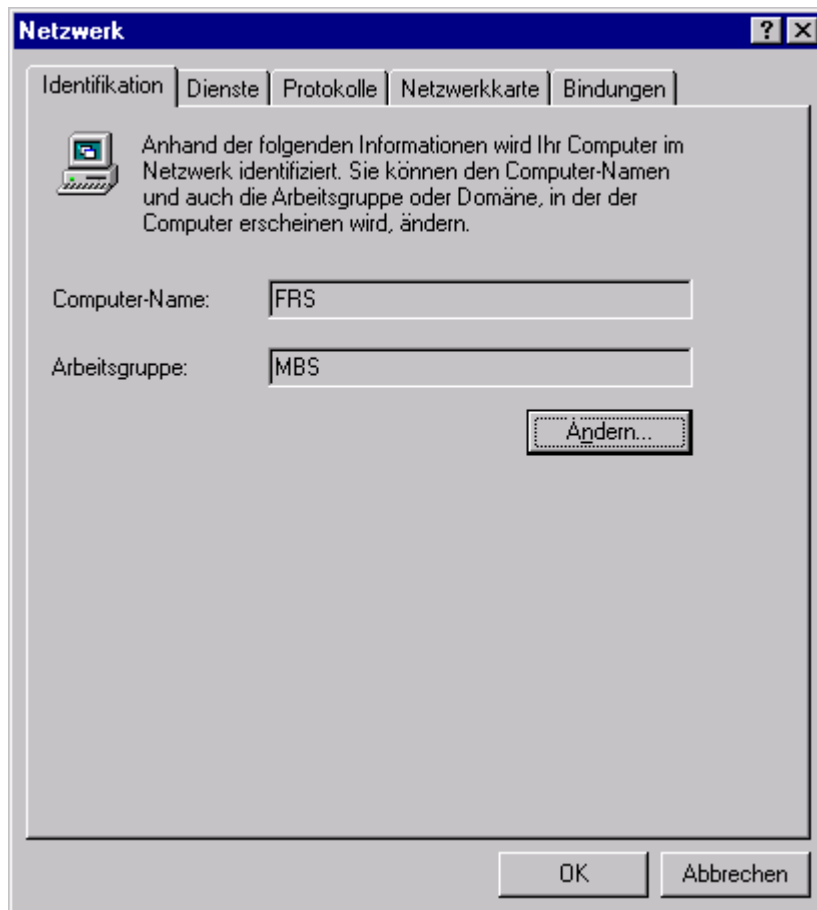 Netzwerk
Identifikation Dienste Protokolle Netzwerkkarte Bindungen
Anhand der folgenden Informationen wird Ihr Computer im
Netzwerk identifiziert. Sie können den Computer-Namen
und auch die Arbeitsgruppe oder Domäne, in der der
Computer erscheinen wird, ändern.
Computer-Name: FRS
Arbeitsgruppe: MBS
Ändern...
OK Abbrechen